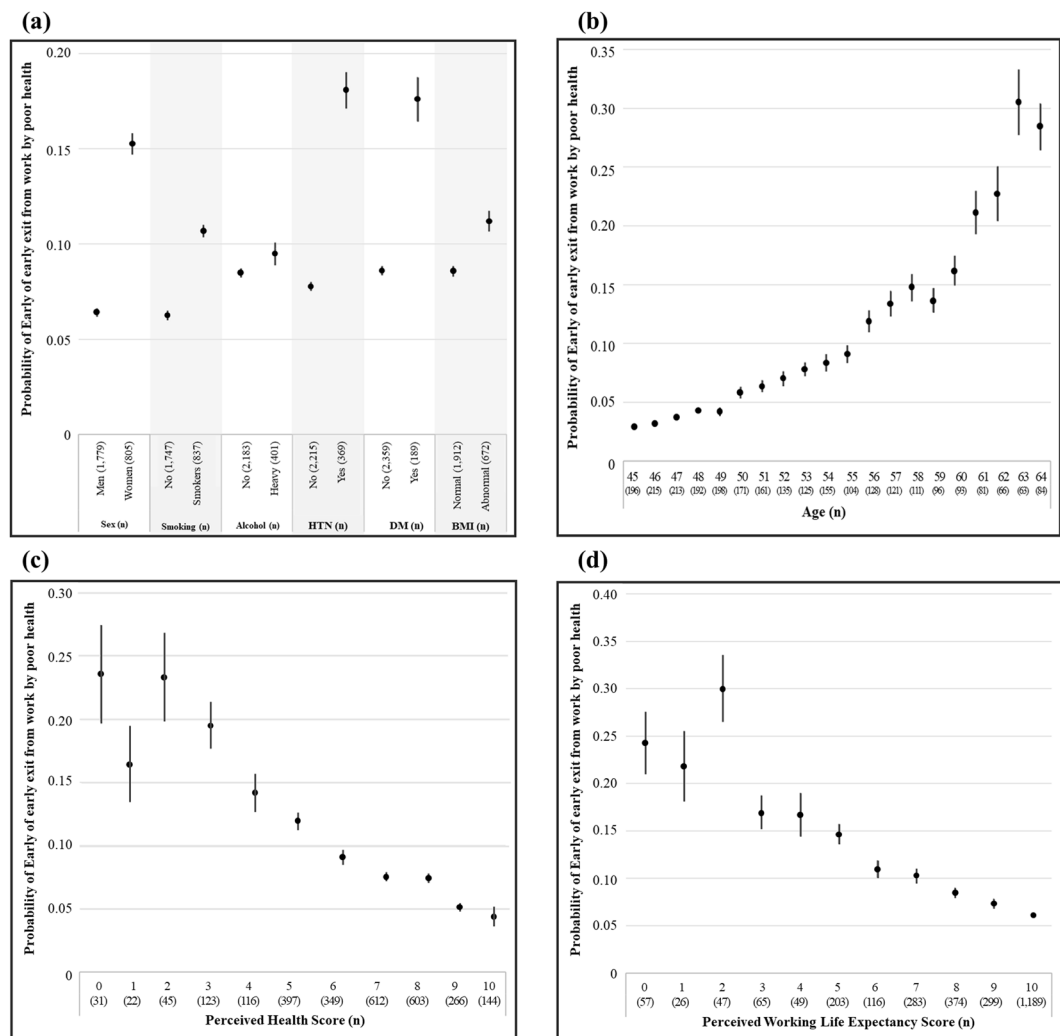 (a)
Probability of Early of early exit from work by poor health
0.20
0.15
0.10
0.05
0
Men (1,779)
Women (805)
No (1,747)
Smokers (837)
No (2,183)
Heavy (401)
No (2,215)
Yes (369)
No (2,359)
Yes (189)
Normal (1,912)
Abnormal (672)
Sex (n) Smoking (n) Alcohol (n) HTN (n) DM (n) BMI (n)
(b)
Probability of Early of early exit from work by poor health
0.35
0.30
0.25
0.20
0.15
0.10
0.05
0
45 46 47 48 49 50 51 52 53 54 55 56 57 58 59 60 61 62 63 64
(196) (215) (213) (192) (198) (171) (161) (135) (125) (155) (104) (128) (121) (111) (96) (93) (81) (66) (63) (84)
Age (n)
(c)
Probability of Early of early exit from work by poor health
0.30
0.25
0.20
0.15
0.10
0.05
0
0 1 2 3 4 5 6 7 8 9 10
(31) (22) (45) (123) (116) (397) (349) (612) (603) (266) (144)
Perceived Health Score (n)
(d)
Probability of Early of early exit from work by poor health
0.40
0.35
0.30
0.25
0.20
0.15
0.10
0.05
0
0 1 2 3 4 5 6 7 8 9 10
(57) (26) (47) (65) (49) (203) (116) (283) (374) (299) (1,189)
Perceived Working Life Expectancy Score (n)